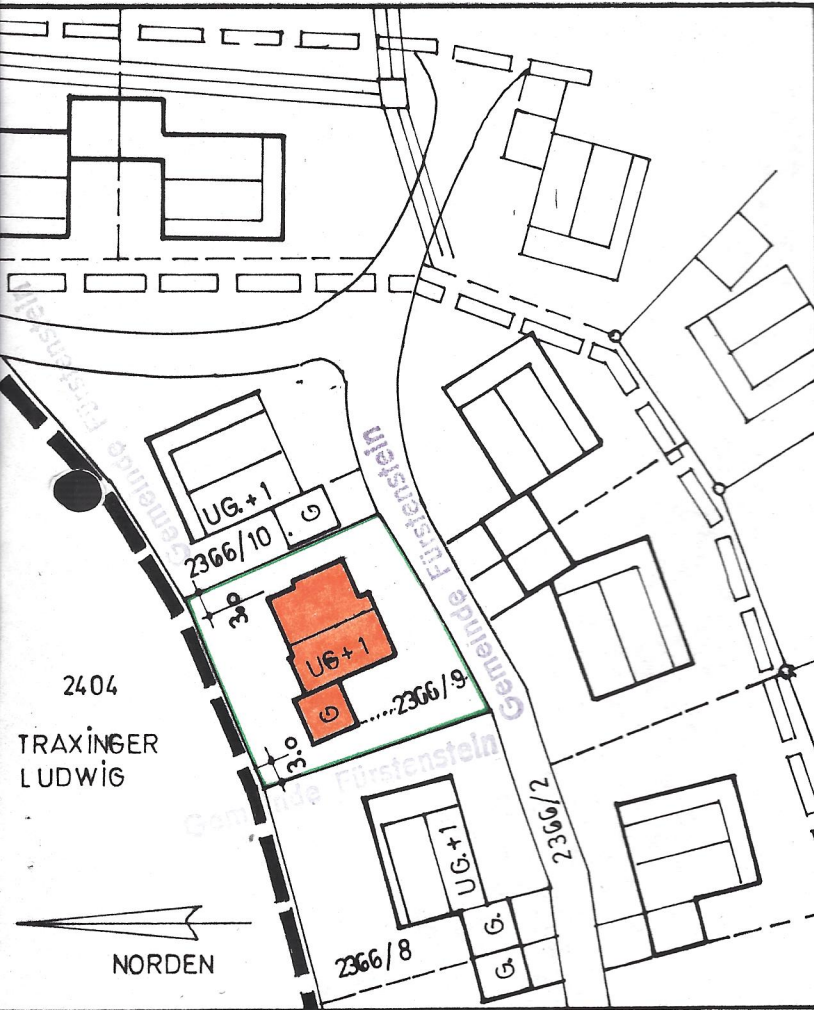 Gemeinde Fürstenstein
Gemeinde Fürstenstein
UG.+1
G
2366/10
3.0
UG+1
G
2366/9
3.0
2404
TRAXINGER
LUDWIG
Gemeinde Fürstenstein
2366/2
UG.+1
G.
G.
2366/8
NORDEN